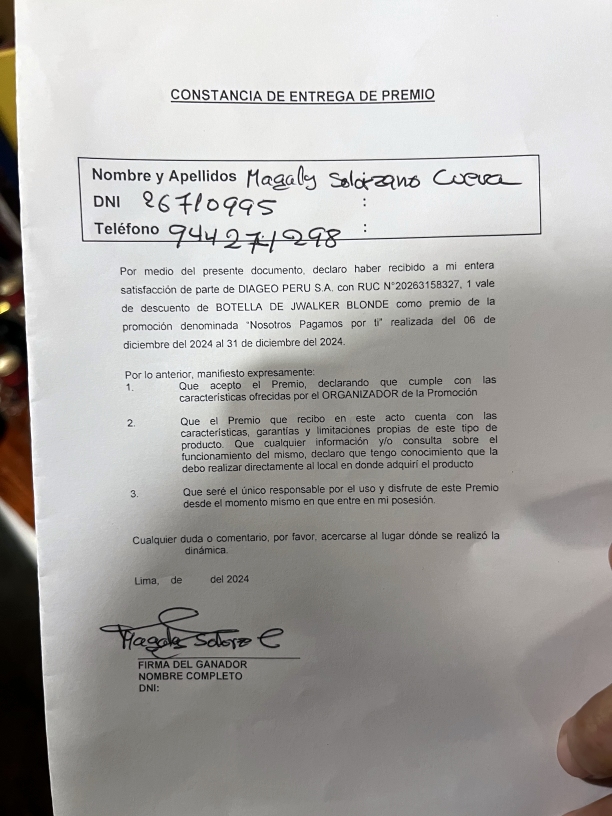 CONSTANCIA DE ENTREGA DE PREMIO
Nombre y Apellidos Magaly Solorzano Cueva
DNI 26710995 :
Teléfono 944271298 :
Por medio del presente documento, declaro haber recibido a mi entera
satisfacción de parte de DIAGEO PERU S.A. con RUC N°20263158327, 1 vale
de descuento de BOTELLA DE JWALKER BLONDE como premio de la
promoción denominada "Nosotros Pagamos por ti" realizada del 06 de
diciembre del 2024 al 31 de diciembre del 2024.
Por lo anterior, manifiesto expresamente:
1. Que acepto el Premio, declarando que cumple con las
características ofrecidas por el ORGANIZADOR de la Promoción
2. Que el Premio que recibo en este acto cuenta con las
características, garantías y limitaciones propias de este tipo de
producto. Que cualquier información y/o consulta sobre el
funcionamiento del mismo, declaro que tengo conocimiento que la
debo realizar directamente al local en donde adquirí el producto
3. Que seré el único responsable por el uso y disfrute de este Premio
desde el momento mismo en que entre en mi posesión.
Cualquier duda o comentario, por favor, acercarse al lugar dónde se realizó la
dinámica.
Lima, de del 2024
Magaly Solorzo C
FIRMA DEL GANADOR
NOMBRE COMPLETO
DNI: